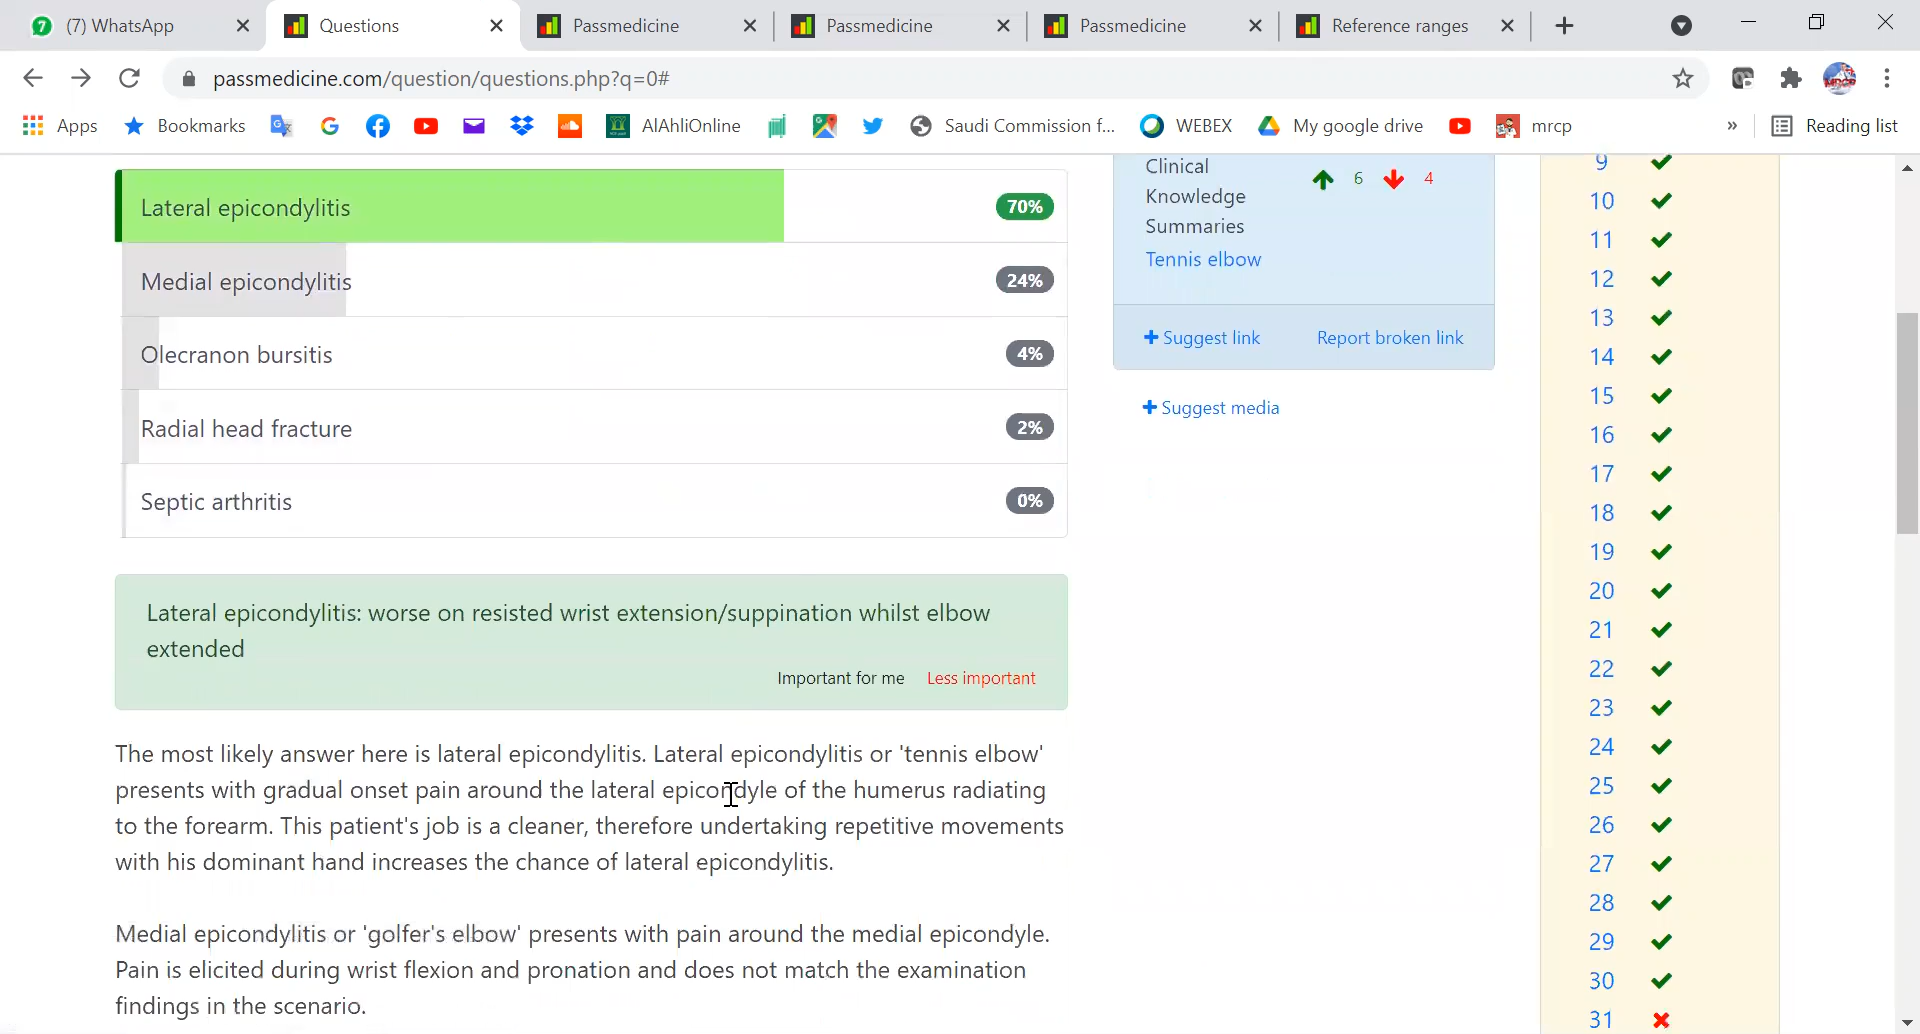 (7) WhatsApp
Questions
Passmedicine
Passmedicine
Passmedicine
Reference ranges
passmedicine.com/question/questions.php?q=0#
Apps
Bookmarks
AlAhliOnline
Saudi Commission f...
WEBEX
My google drive
mrcp
»
Reading list
Lateral epicondylitis
70%
Medial epicondylitis
24%
Olecranon bursitis
4%
Radial head fracture
2%
Septic arthritis
0%
Lateral epicondylitis: worse on resisted wrist extension/suppination whilst elbow
extended
Important for me Less important
The most likely answer here is lateral epicondylitis. Lateral epicondylitis or 'tennis elbow'
presents with gradual onset pain around the lateral epicondyle of the humerus radiating
to the forearm. This patient's job is a cleaner, therefore undertaking repetitive movements
with his dominant hand increases the chance of lateral epicondylitis.
Medial epicondylitis or 'golfer's elbow' presents with pain around the medial epicondyle.
Pain is elicited during wrist flexion and pronation and does not match the examination
findings in the scenario.
Clinical
Knowledge
Summaries
Tennis elbow
6 4
Suggest link
Report broken link
Suggest media
9
10
11
12
13
14
15
16
17
18
19
20
21
22
23
24
25
26
27
28
29
30
31